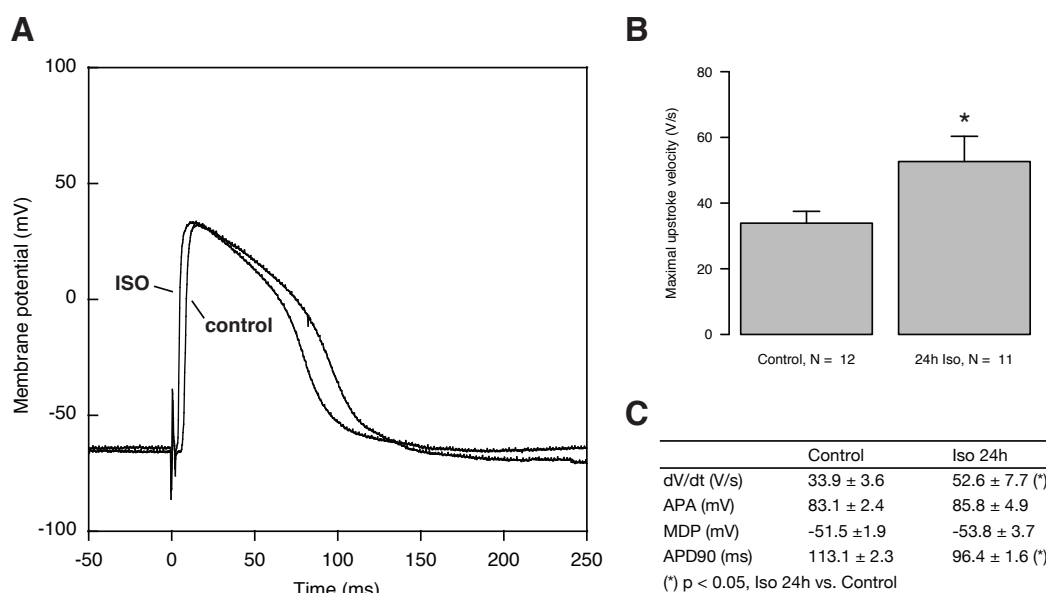 A
100
50
0
-50
-100
Membrane potential (mV)
ISO
control
-50 0 50 100 150 200 250
Time (ms)
B
80
60
40
20
0
Maximal upstroke velocity (V/s)
*
Control, N = 12 24h Iso, N = 11
C
Control Iso 24h
dV/dt (V/s) 33.9 ± 3.6 52.6 ± 7.7 (*)
APA (mV) 83.1 ± 2.4 85.8 ± 4.9
MDP (mV) -51.5 ±1.9 -53.8 ± 3.7
APD90 (ms) 113.1 ± 2.3 96.4 ± 1.6 (*)
(*) p < 0.05, Iso 24h vs. Control